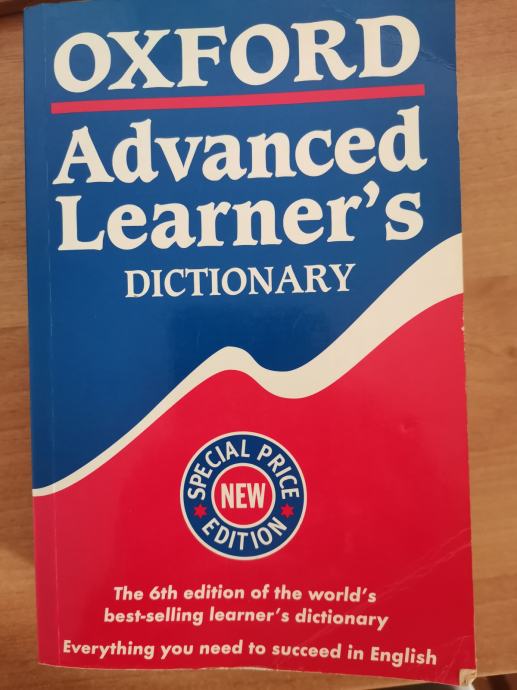 OXFORD
Advanced
Learner's
DICTIONARY
SPECIAL PRICE
NEW
EDITION
The 6th edition of the world's
best-selling learner's dictionary
Everything you need to succeed in English